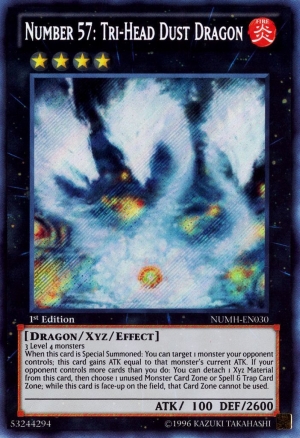 NUMBER 57: TRI-HEAD DUST DRAGON
FIRE
炎
1st Edition
NUMH-EN030
[DRAGON/XYZ/EFFECT]
3 Level 4 monsters
When this card is Special Summoned: You can target 1 monster your opponent
controls; this card gains ATK equal to that monster's current ATK. If your
opponent controls more cards than you do: You can detach 1 Xyz Material
from this card, then choose 1 unused Monster Card Zone or Spell & Trap Card
Zone; while this card is face-up on the field, that Card Zone cannot be used.
ATK/ 100 DEF/2600
53244294
©1996 KAZUKI TAKAHASHI